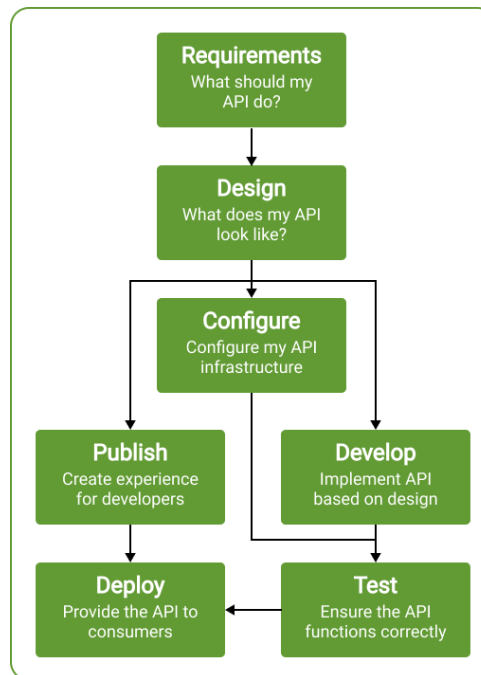 Requirements
What should my
API do?
Design
What does my API
look like?
Configure
Configure my API
infrastructure
Publish
Create experience
for developers
Develop
Implement API
based on design
Deploy
Provide the API to
consumers
Test
Ensure the API
functions correctly